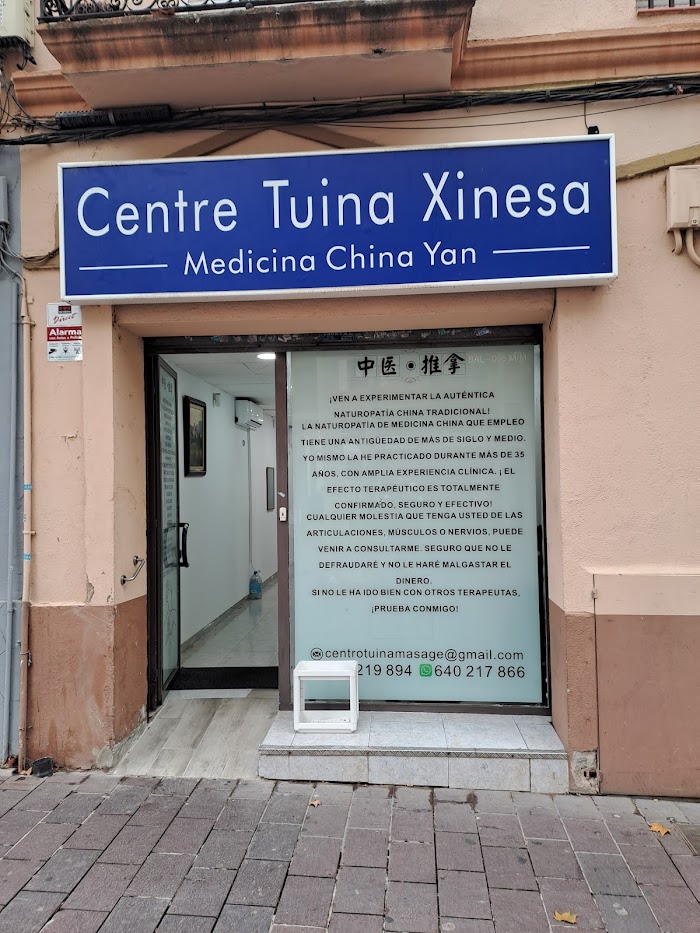 Centre Tuina Xinesa
Medicina China Yan
Alarma
中医 推拿
¡VEN A EXPERIMENTAR LA AUTÉNTICA
NATUROPATÍA CHINA TRADICIONAL!
LA NATUROPATÍA DE MEDICINA CHINA QUE EMPLEO
TIENE UNA ANTIGÜEDAD DE MÁS DE SIGLO Y MEDIO.
YO MISMO LA HE PRACTICADO DURANTE MÁS DE 35
AÑOS, CON AMPLIA EXPERIENCIA CLÍNICA. ¡ EL
EFECTO TERAPÉUTICO ES TOTALMENTE
CONFIRMADO, SEGURO Y EFECTIVO!
CUALQUIER MOLESTIA QUE TENGA USTED DE LAS
ARTICULACIONES, MÚSCULOS O NERVIOS, PUEDE
VENIR A CONSULTARME. SEGURO QUE NO LE
DEFRAUDARÉ Y NO LE HARÉ MALGASTAR EL
DINERO.
SI NO LE HA IDO BIEN CON OTROS TERAPEUTAS,
¡PRUEBA CONMIGO!
centrotuinamasage@gmail.com
219 894 640 217 866